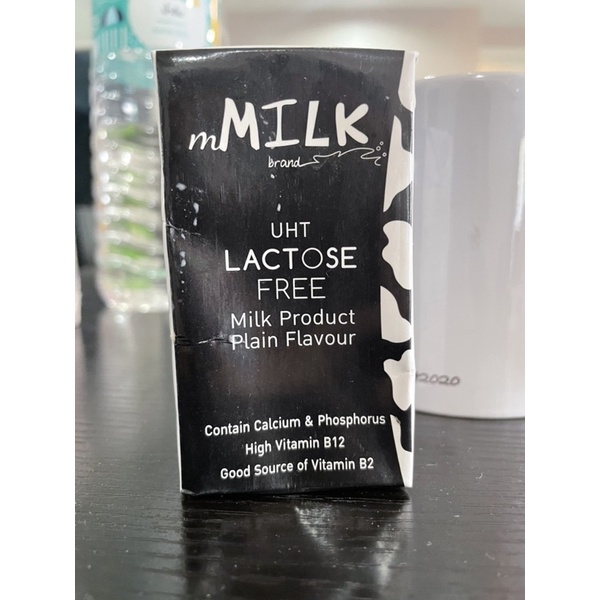 mMILK
brand
UHT
LACTOSE
FREE
Milk Product
Plain Flavour
Contain Calcium & Phosphorus
High Vitamin B12
Good Source of Vitamin B2
2020